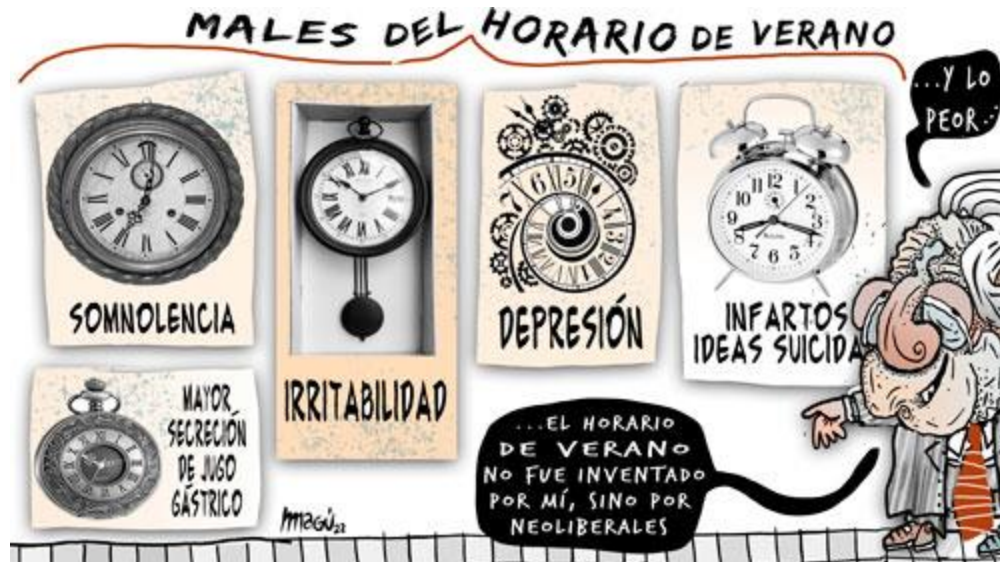 MALES DEL HORARIO DE VERANO
...Y LO
PEOR...
SOMNOLENCIA
IRRITABILIDAD
DEPRESIÓN
INFARTOS
IDEAS SUICIDA
MAYOR
SECRECIÓN
DE JUGO
GÁSTRICO
...EL HORARIO
DE VERANO
NO FUE INVENTADO
POR MÍ, SINO POR
NEOLIBERALES
MAGÚ 22